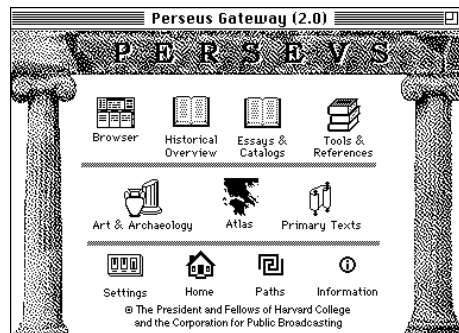 Perseus Gateway (2.0)
PERSEVS
Browser
Historical
Overview
Essays &
Catalogs
Tools &
References
Art & Archaeology
Atlas
Primary Texts
Settings
Home
Paths
Information
© The President and Fellows of Harvard College
and the Corporation for Public Broadcasting